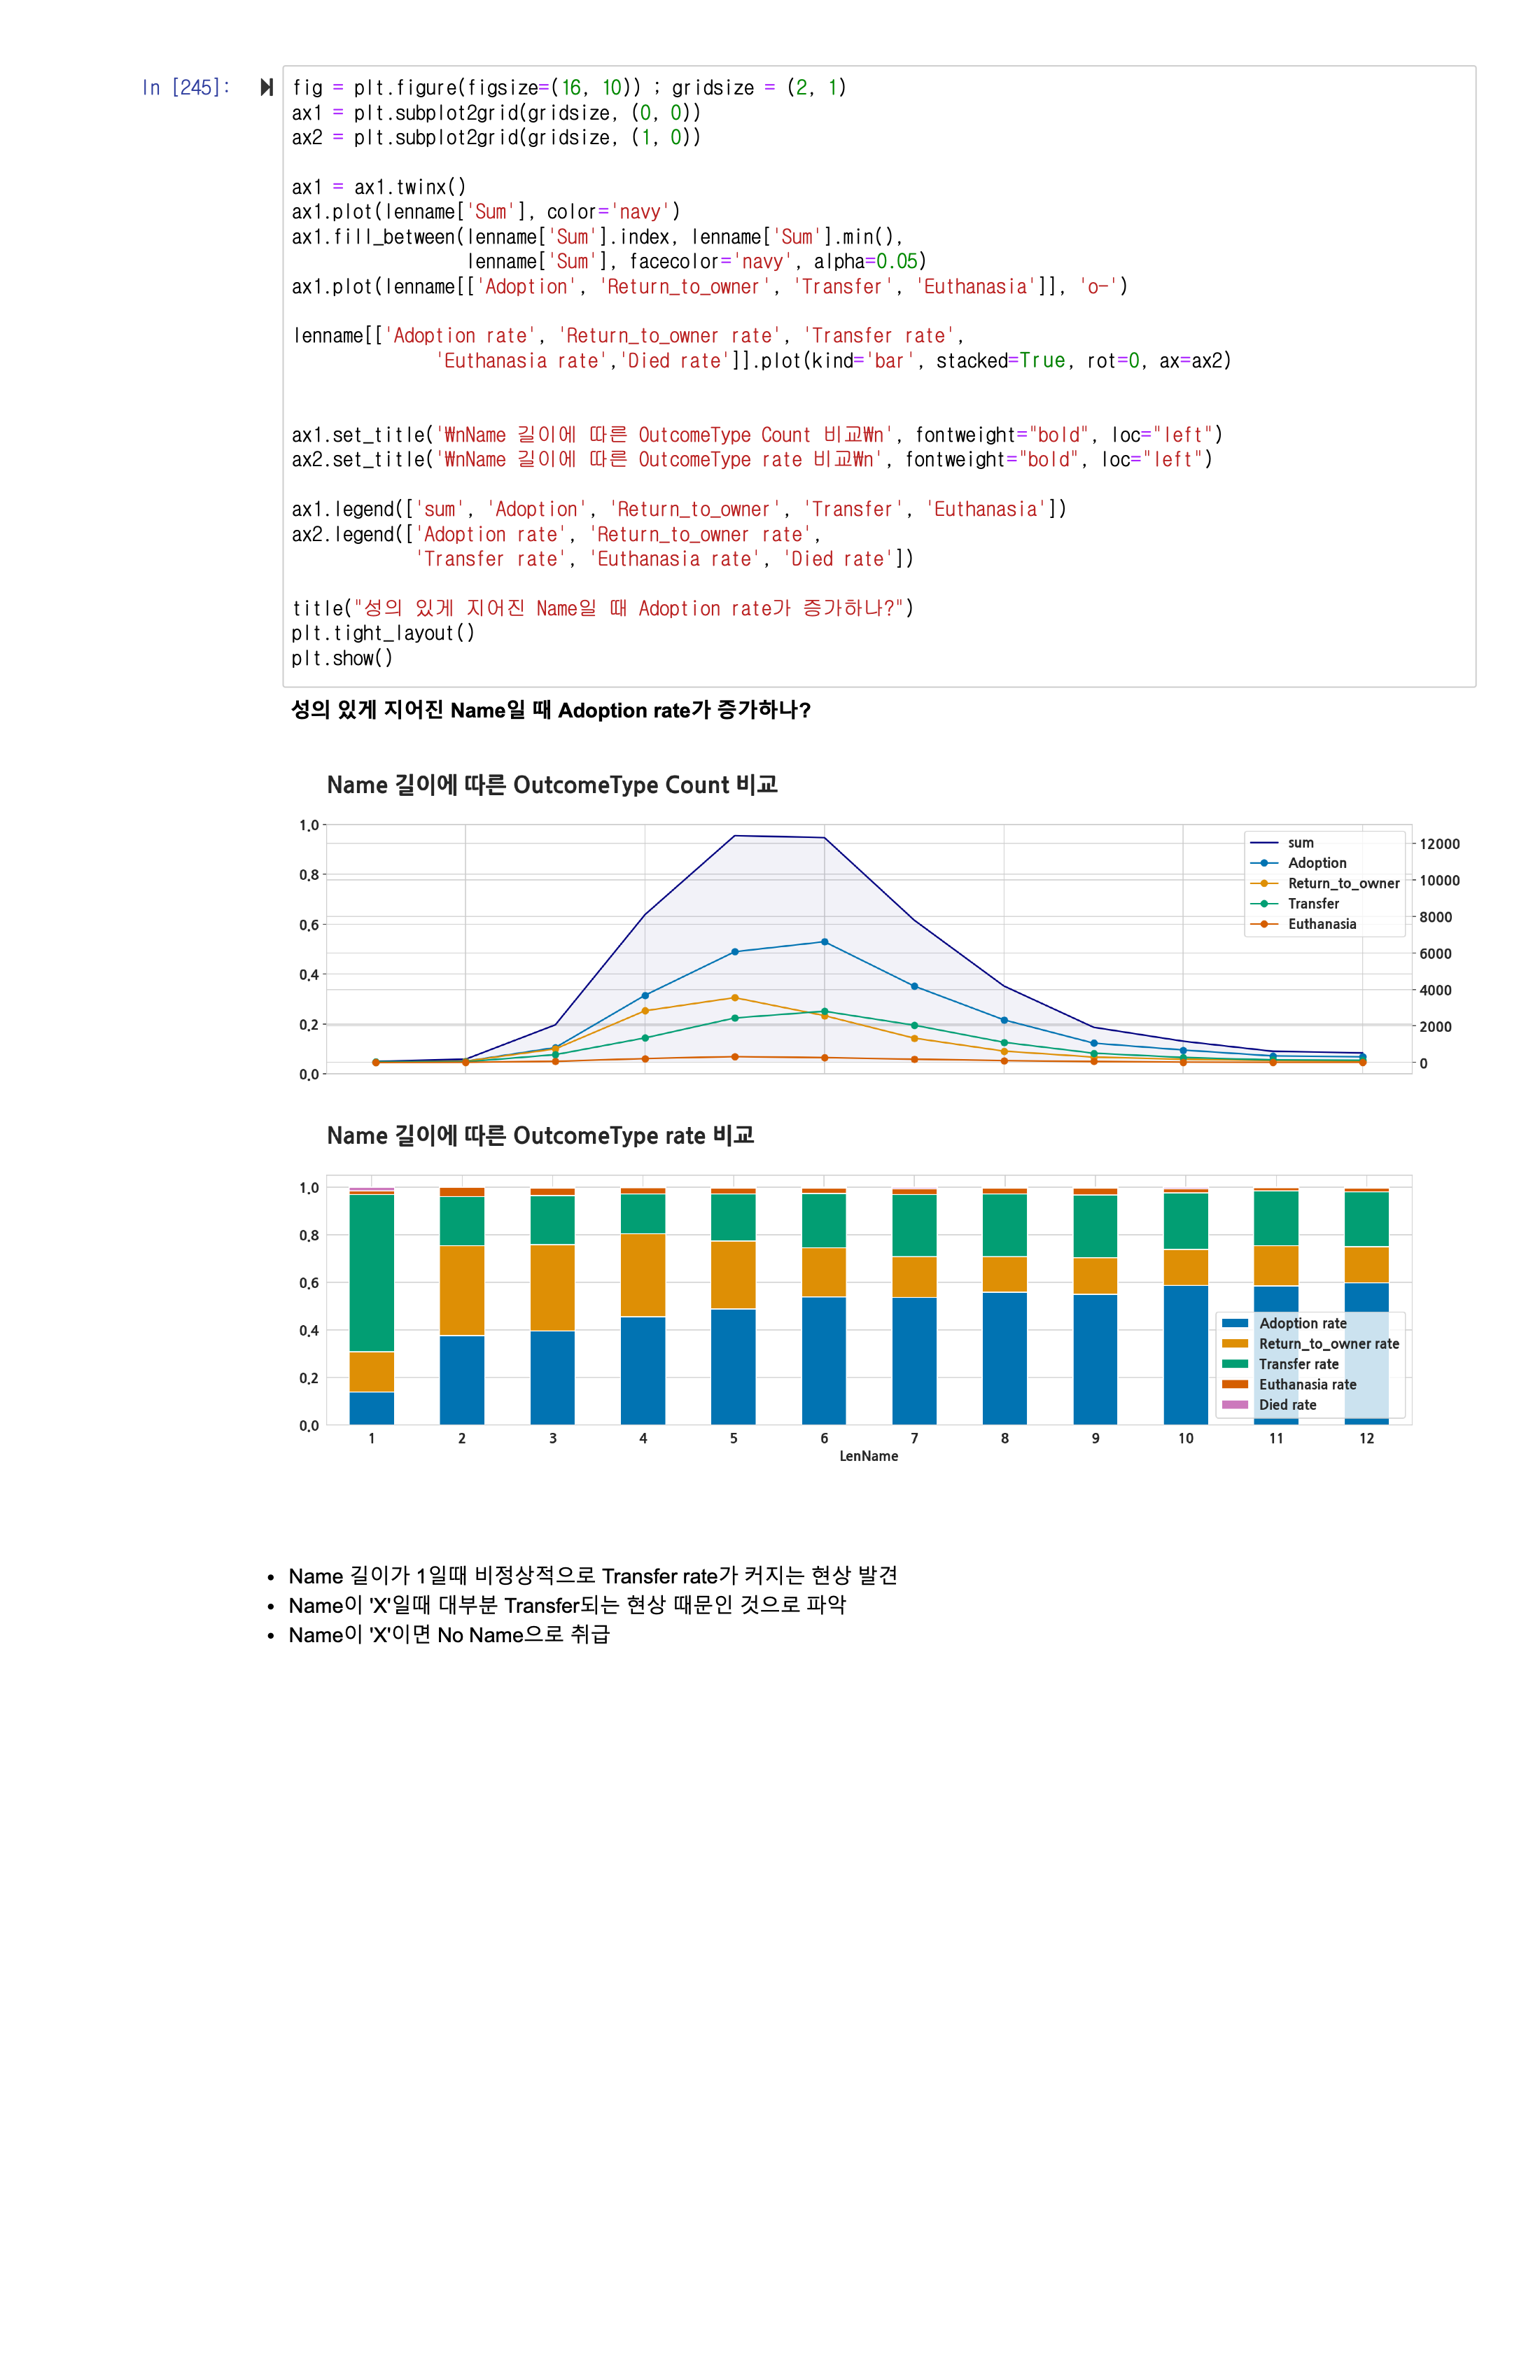 In [245]:
fig = plt.figure(figsize=(16, 10)) ; gridsize = (2, 1)
ax1 = plt.subplot2grid(gridsize, (0, 0))
ax2 = plt.subplot2grid(gridsize, (1, 0))
ax1 = ax1.twinx()
ax1.plot(lenname['Sum'], color='navy')
ax1.fill_between(lenname['Sum'].index, lenname['Sum'].min(),
lenname['Sum'], facecolor='navy', alpha=0.05)
ax1.plot(lenname[['Adoption', 'Return_to_owner', 'Transfer', 'Euthanasia']], 'o-')
lenname[['Adoption rate', 'Return_to_owner rate', 'Transfer rate',
'Euthanasia rate','Died rate']].plot(kind='bar', stacked=True, rot=0, ax=ax2)
ax1.set_title('₩nName 길이에 따른 OutcomeType Count 비교₩n', fontweight="bold", loc="left")
ax2.set_title('₩nName 길이에 따른 OutcomeType rate 비교₩n', fontweight="bold", loc="left")
ax1.legend(['sum', 'Adoption', 'Return_to_owner', 'Transfer', 'Euthanasia'])
ax2.legend(['Adoption rate', 'Return_to_owner rate',
'Transfer rate', 'Euthanasia rate', 'Died rate'])
title("성의 있게 지어진 Name일 때 Adoption rate가 증가하나?")
plt.tight_layout()
plt.show()
성의 있게 지어진 Name일 때 Adoption rate가 증가하나?
Name 길이에 따른 OutcomeType Count 비교
1.0
0.8
0.6
0.4
0.2
0.0
12000
10000
8000
6000
4000
2000
0
sum
Adoption
Return_to_owner
Transfer
Euthanasia
Name 길이에 따른 OutcomeType rate 비교
1.0
0.8
0.6
0.4
0.2
0.0
Adoption rate
Return_to_owner rate
Transfer rate
Euthanasia rate
Died rate
1 2 3 4 5 6 7 8 9 10 11 12
LenName
• Name 길이가 1일때 비정상적으로 Transfer rate가 커지는 현상 발견
• Name이 'X'일때 대부분 Transfer되는 현상 때문인 것으로 파악
• Name이 'X'이면 No Name으로 취급